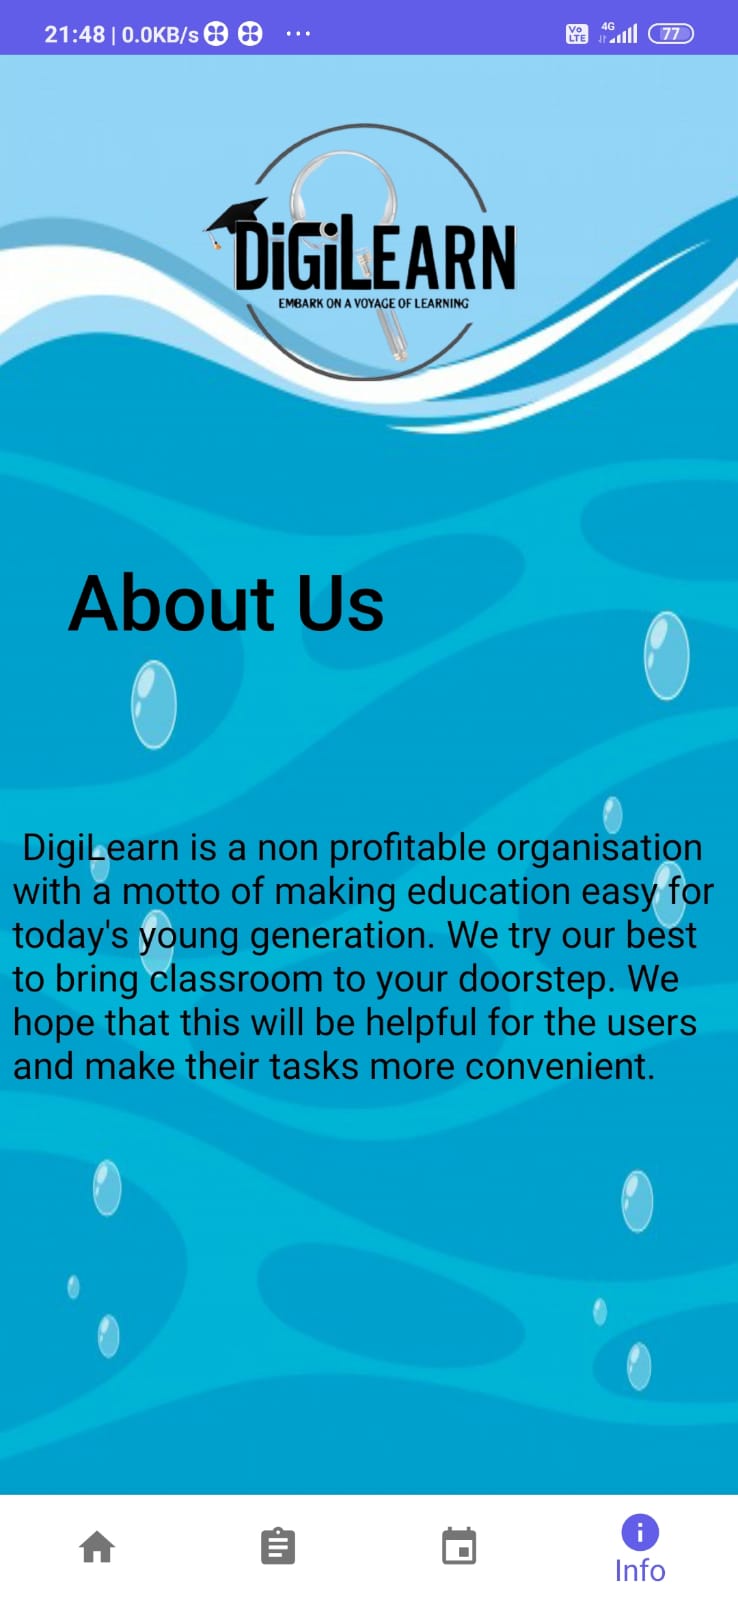 21:48 | 0.0KB/s ...
Vo LTE 4G 77
DiGiLEARN
EMBARK ON A VOYAGE OF LEARNING
About Us
DigiLearn is a non profitable organisation
with a motto of making education easy for
today's young generation. We try our best
to bring classroom to your doorstep. We
hope that this will be helpful for the users
and make their tasks more convenient.
Info